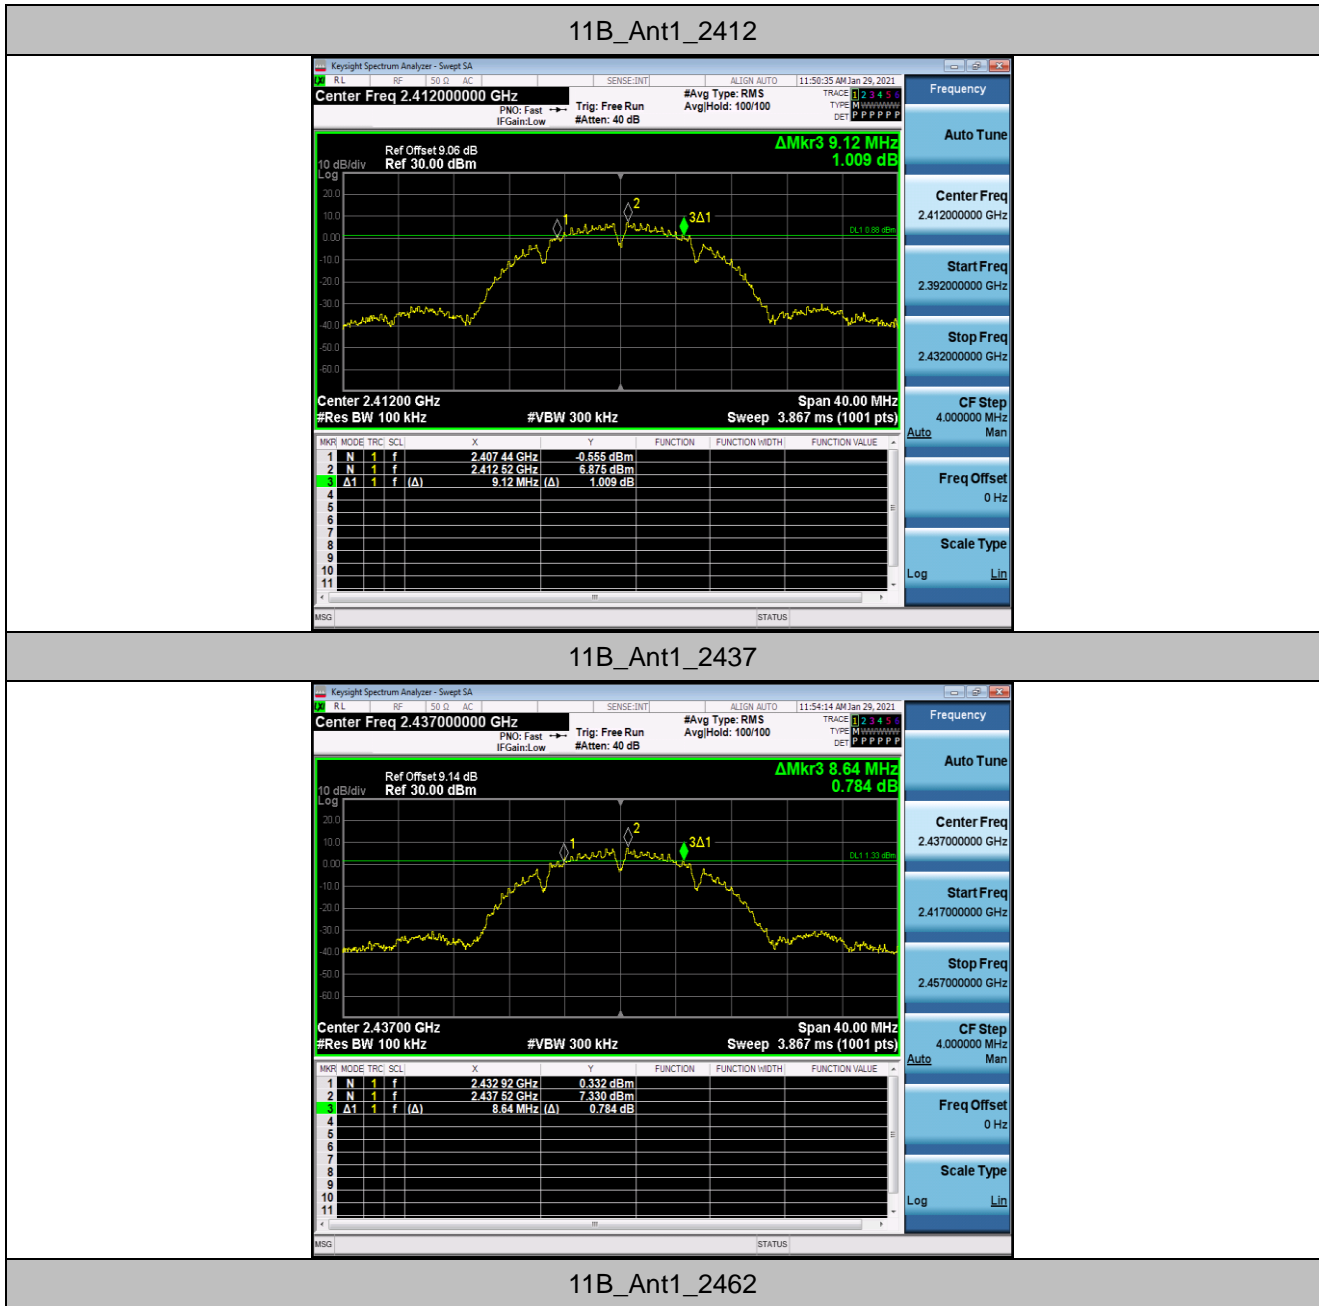 11B_Ant1_2412
Keysight Spectrum Analyzer - Swept SA
RL RF 50 Ω AC SENSE:INT ALIGN AUTO 11:50:35 AM Jan 29, 2021
Center Freq 2.412000000 GHz
PNO: Fast
IFGain:Low
Trig: Free Run
#Atten: 40 dB
#Avg Type: RMS
Avg|Hold: 100/100
TRACE 1 2 3 4 5 6
TYPE M WWWWW
DET P P P P P P
Frequency
ΔMkr3 9.12 MHz
1.009 dB
Ref Offset 9.06 dB
10 dB/div Ref 30.00 dBm
Log
20.0
10.0
0.00
-10.0
-20.0
-30.0
-40.0
-50.0
-60.0
1
2
3Δ1
DL1 0.88 dBm
Center 2.41200 GHz Span 40.00 MHz
#Res BW 100 kHz #VBW 300 kHz Sweep 3.867 ms (1001 pts)
MKR MODE TRC SCL X Y FUNCTION FUNCTION WIDTH FUNCTION VALUE
1 N 1 f 2.407 44 GHz -0.555 dBm
2 N 1 f 2.412 52 GHz 6.875 dBm
3 Δ1 1 f (Δ) 9.12 MHz (Δ) 1.009 dB
4
5
6
7
8
9
10
11
MSG STATUS
Auto Tune
Center Freq
2.412000000 GHz
Start Freq
2.392000000 GHz
Stop Freq
2.432000000 GHz
CF Step
4.000000 MHz
Auto Man
Freq Offset
0 Hz
Scale Type
Log Lin
11B_Ant1_2437
Keysight Spectrum Analyzer - Swept SA
RL RF 50 Ω AC SENSE:INT ALIGN AUTO 11:54:14 AM Jan 29, 2021
Center Freq 2.437000000 GHz
PNO: Fast
IFGain:Low
Trig: Free Run
#Atten: 40 dB
#Avg Type: RMS
Avg|Hold: 100/100
TRACE 1 2 3 4 5 6
TYPE M WWWWW
DET P P P P P P
Frequency
ΔMkr3 8.64 MHz
0.784 dB
Ref Offset 9.14 dB
10 dB/div Ref 30.00 dBm
Log
20.0
10.0
0.00
-10.0
-20.0
-30.0
-40.0
-50.0
-60.0
1
2
3Δ1
DL1 1.33 dBm
Center 2.43700 GHz Span 40.00 MHz
#Res BW 100 kHz #VBW 300 kHz Sweep 3.867 ms (1001 pts)
MKR MODE TRC SCL X Y FUNCTION FUNCTION WIDTH FUNCTION VALUE
1 N 1 f 2.432 92 GHz 0.332 dBm
2 N 1 f 2.437 52 GHz 7.330 dBm
3 Δ1 1 f (Δ) 8.64 MHz (Δ) 0.784 dB
4
5
6
7
8
9
10
11
MSG STATUS
Auto Tune
Center Freq
2.437000000 GHz
Start Freq
2.417000000 GHz
Stop Freq
2.457000000 GHz
CF Step
4.000000 MHz
Auto Man
Freq Offset
0 Hz
Scale Type
Log Lin
11B_Ant1_2462